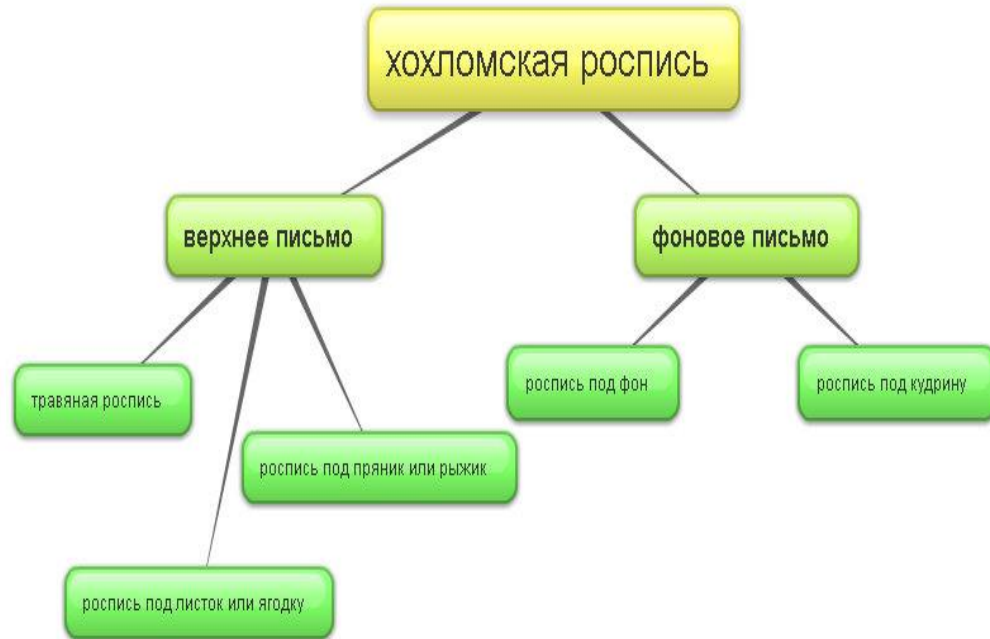 хохломская роспись
верхнее письмо
фоновое письмо
травяная роспись
роспись под пряник или рыжик
роспись под листок или ягодку
роспись под фон
роспись под кудрину